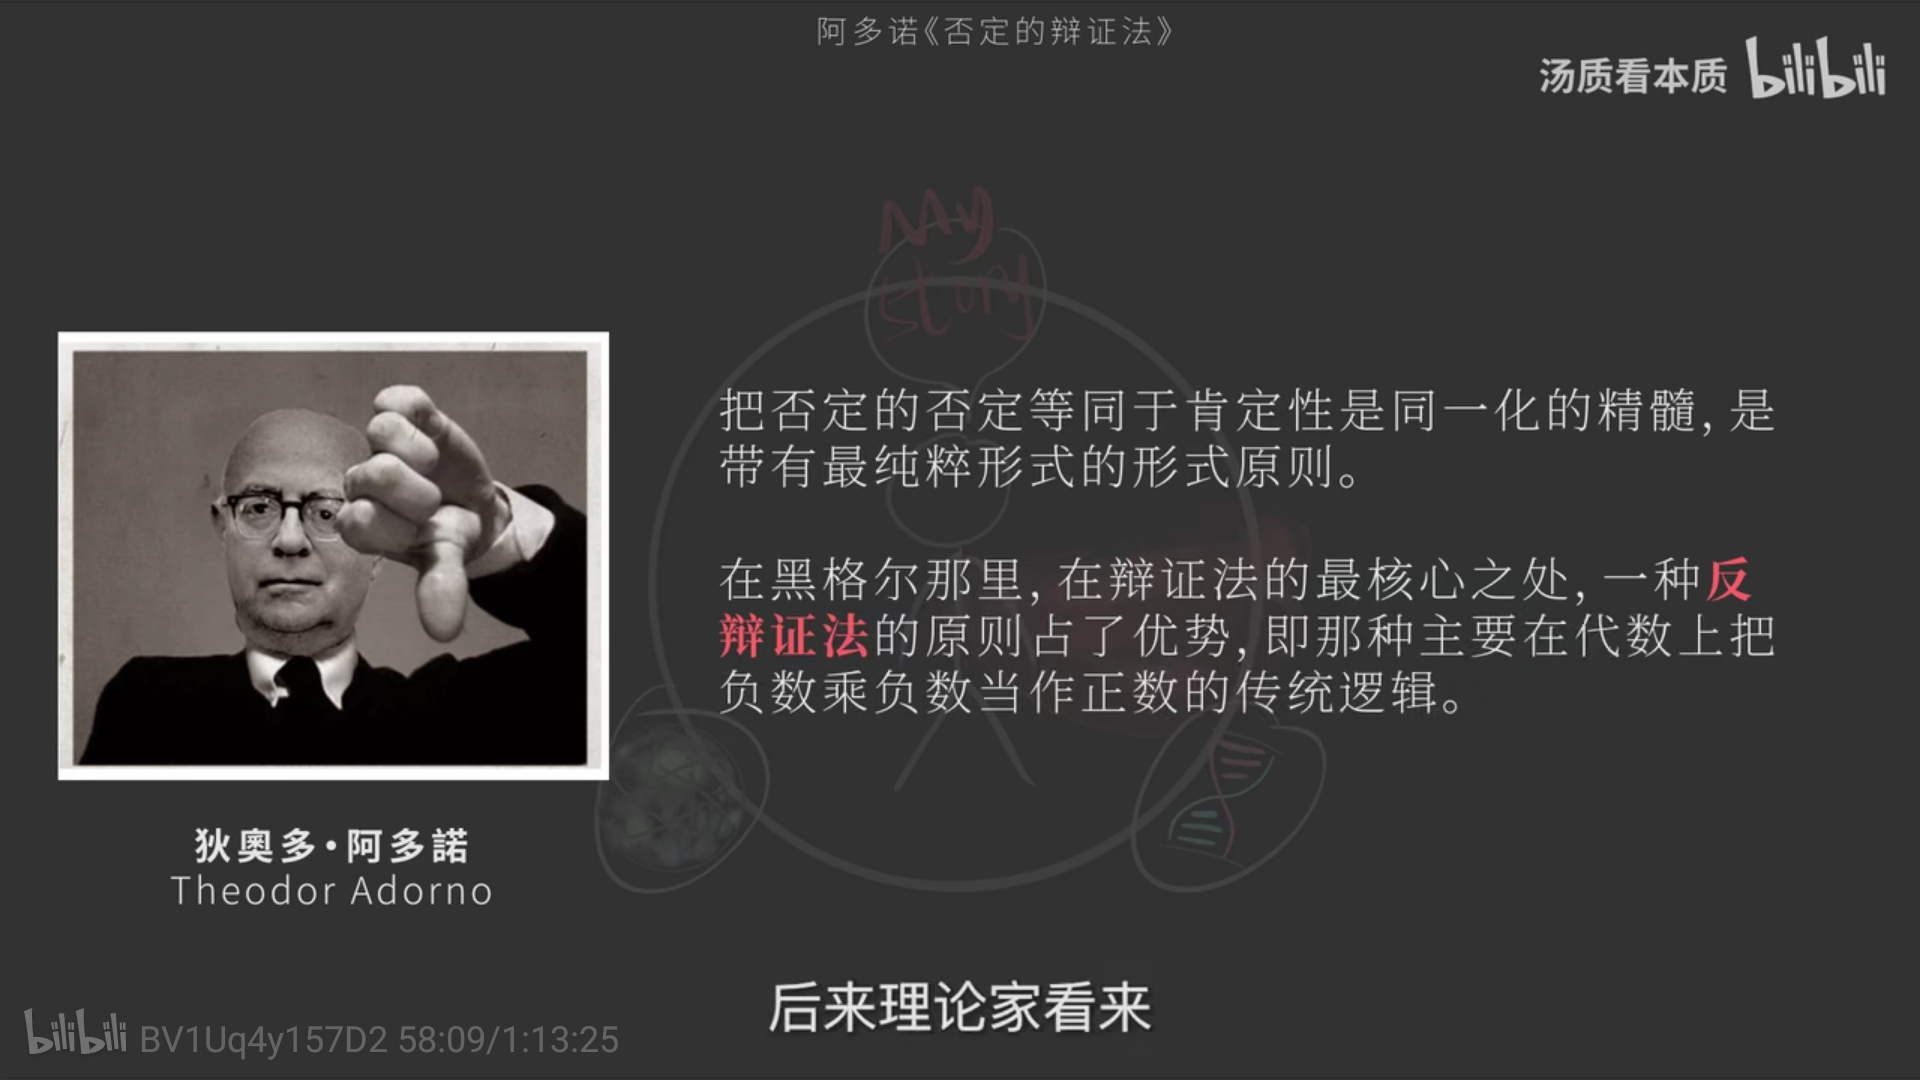 阿多诺《否定的辩证法》
汤质看本质 bilibili
My
story
把否定的否定等同于肯定性是同一化的精髓，是
带有最纯粹形式的形式原则。
在黑格尔那里，在辩证法的最核心之处，一种反
辩证法的原则占了优势，即那种主要在代数上把
负数乘负数当作正数的传统逻辑。
狄奧多·阿多諾
Theodor Adorno
后来理论家看来
bilibili BV1Uq4y157D2 58:09/1:13:25